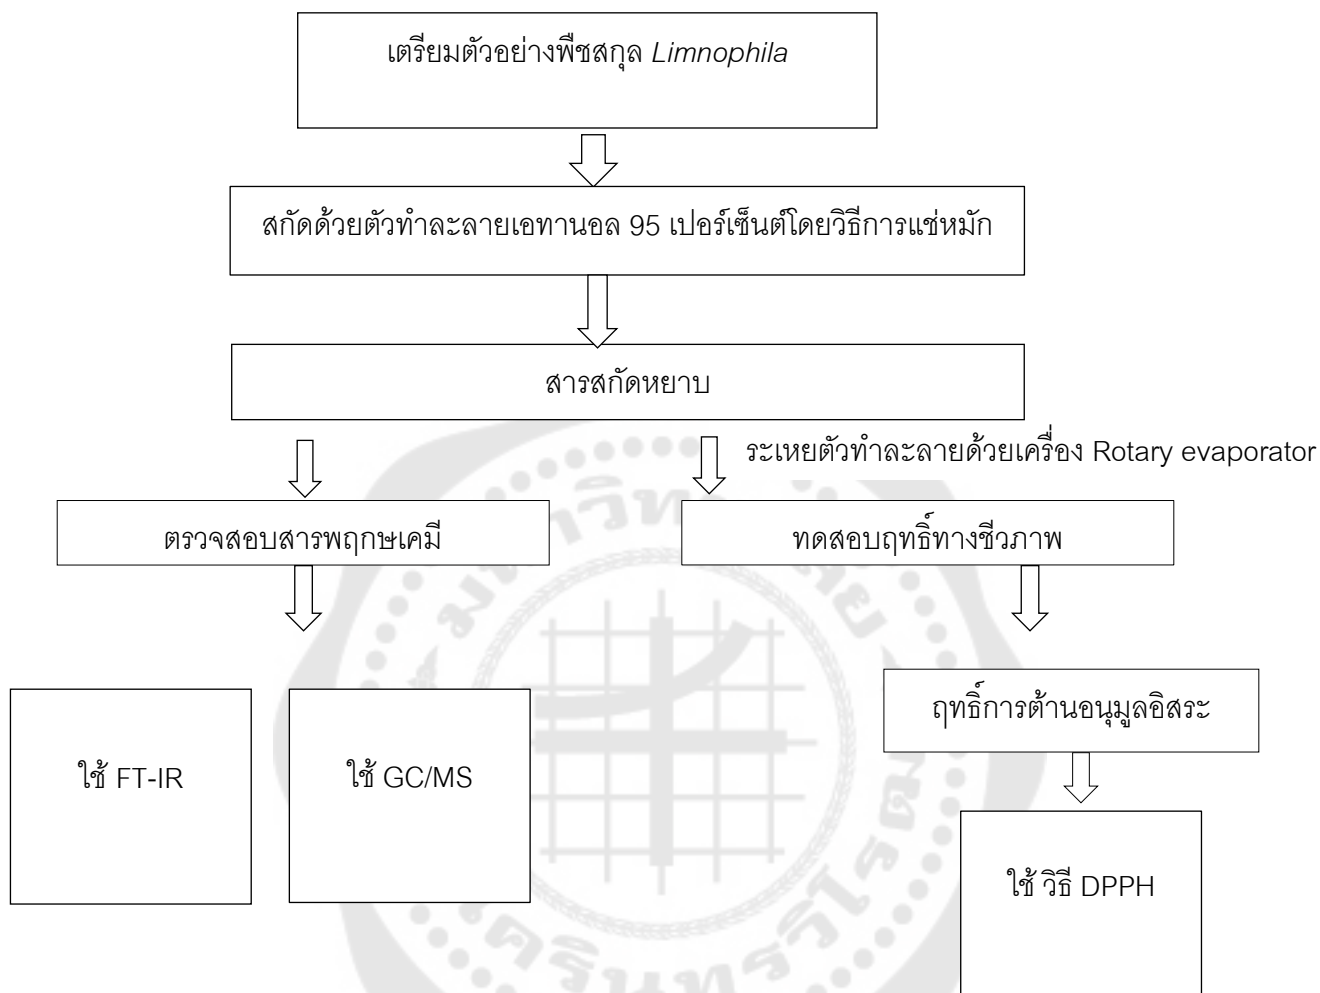 เตรียมตัวอย่างพืชสกุล Limnophila
สกัดด้วยตัวทำละลายเอทานอล 95 เปอร์เซ็นต์โดยวิธีการแช่หมัก
สารสกัดหยาบ
ระเหยตัวทำละลายด้วยเครื่อง Rotary evaporator
ตรวจสอบสารพฤกษเคมี
ทดสอบฤทธิ์ทางชีวภาพ
ฤทธิ์การต้านอนุมูลอิสระ
ใช้ FT-IR
ใช้ GC/MS
ใช้ วิธี DPPH